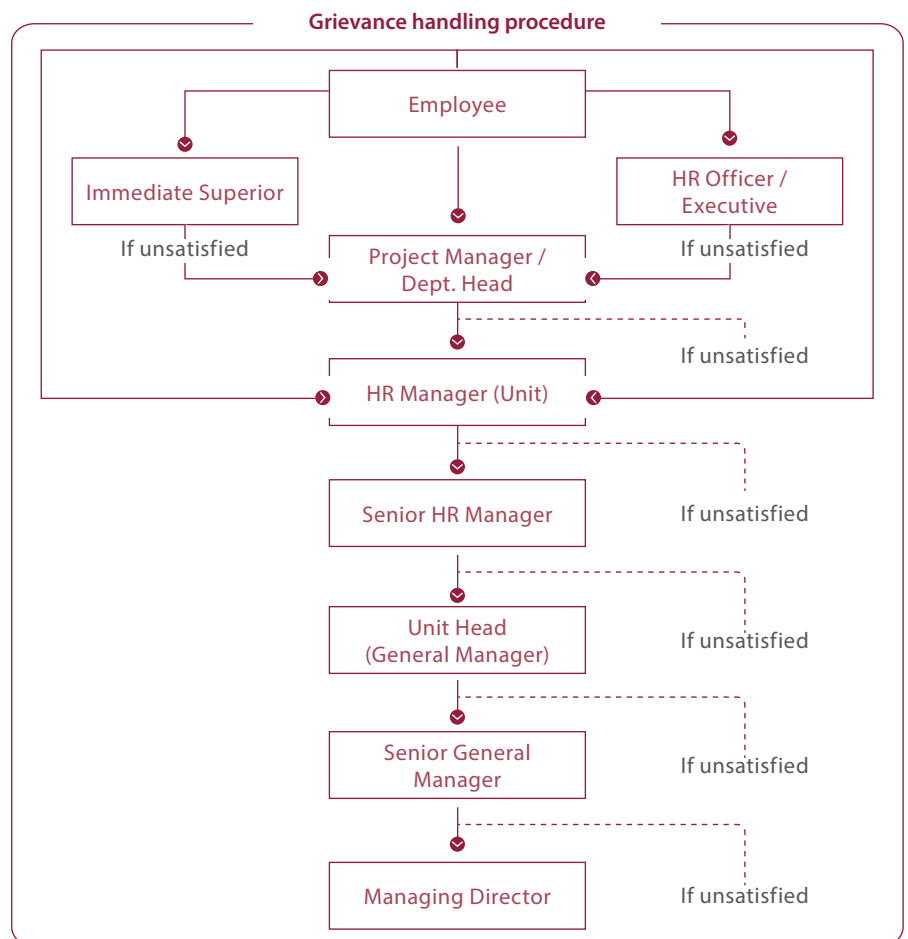 Grievance handling procedure
Employee
Immediate Superior
HR Officer /
Executive
If unsatisfied
If unsatisfied
Project Manager /
Dept. Head
If unsatisfied
HR Manager (Unit)
Senior HR Manager
If unsatisfied
Unit Head
(General Manager)
If unsatisfied
Senior General
Manager
If unsatisfied
Managing Director
If unsatisfied